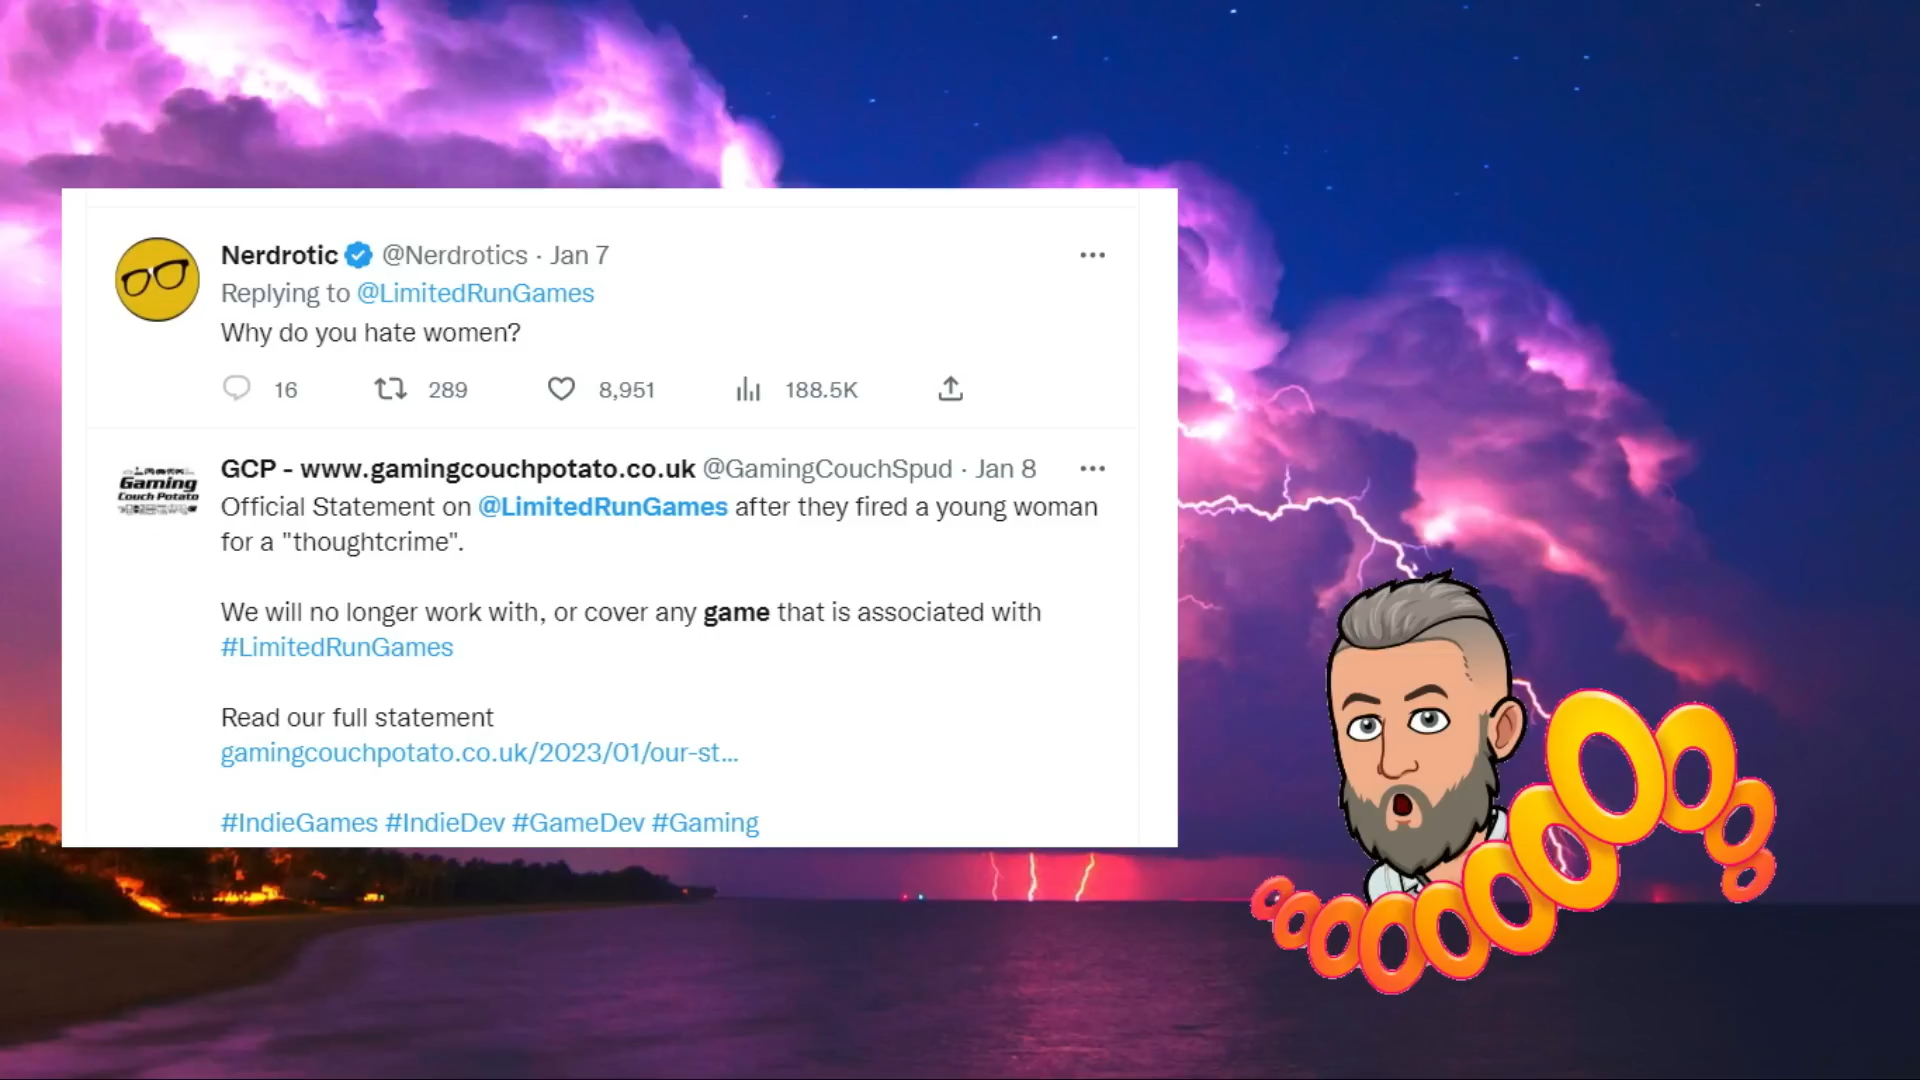 Nerdrotic @Nerdrotics · Jan 7
Replying to @LimitedRunGames
Why do you hate women?
16 289 8,951 188.5K
GCP - www.gamingcouchpotato.co.uk @GamingCouchSpud · Jan 8
Gaming
Couch Potato
Official Statement on @LimitedRunGames after they fired a young woman
for a "thoughtcrime".
We will no longer work with, or cover any game that is associated with
#LimitedRunGames
Read our full statement
gamingcouchpotato.co.uk/2023/01/our-st...
#IndieGames #IndieDev #GameDev #Gaming
OOOOOOOOOOOO